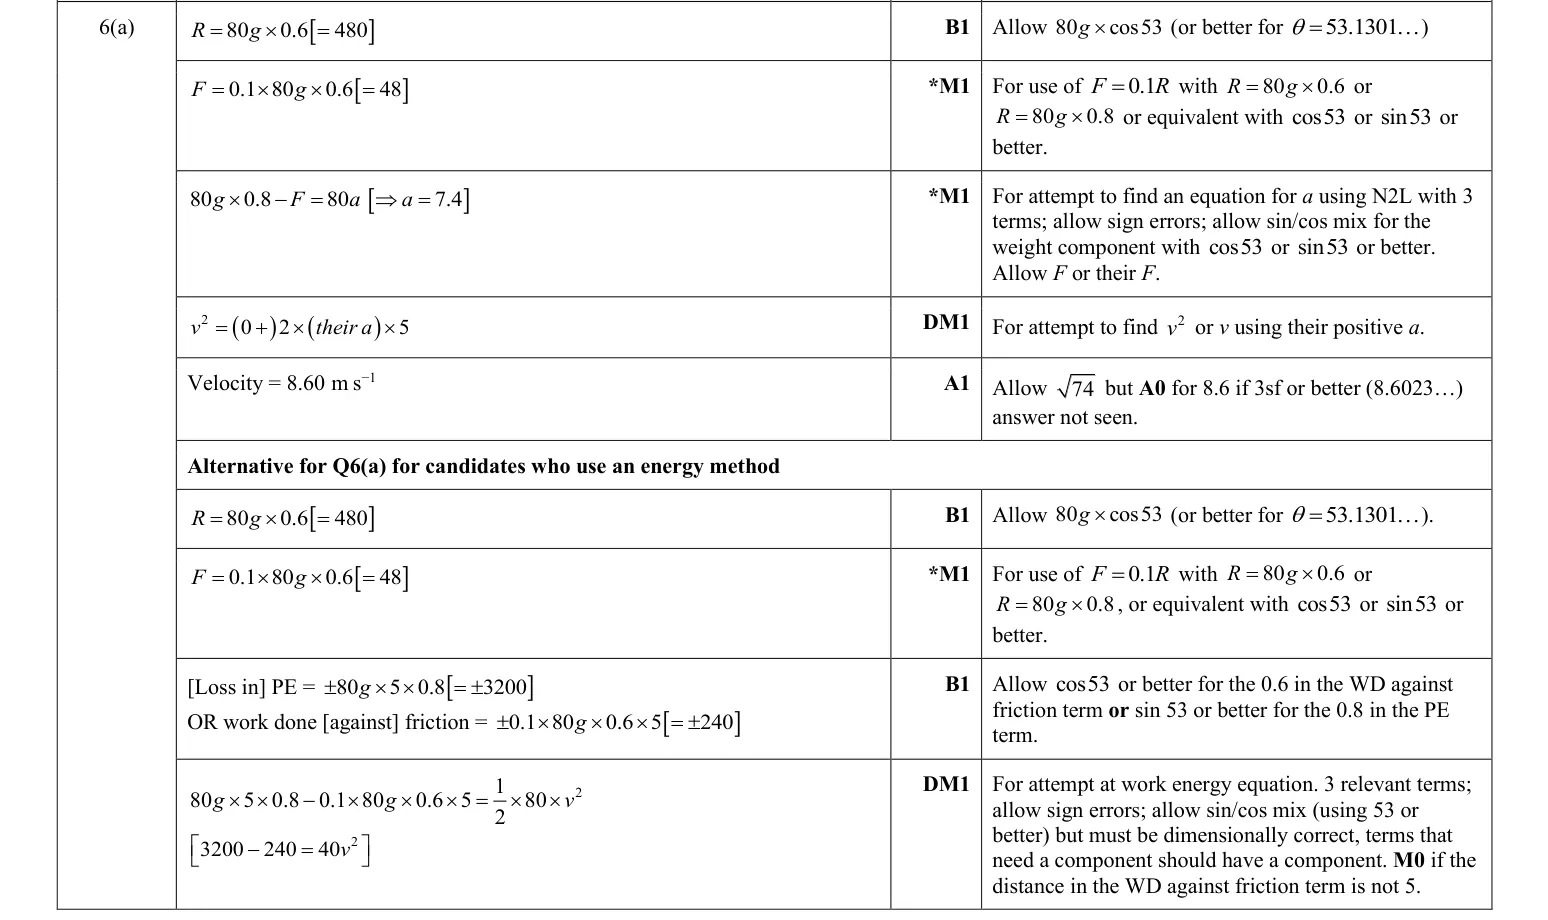 6(a)
R = 80g × 0.6[= 480]
B1
Allow 80g × cos 53 (or better for θ = 53.1301…)
F = 0.1 × 80g × 0.6[= 48]
*M1
For use of F = 0.1R with R = 80g × 0.6 or
R = 80g × 0.8 or equivalent with cos 53 or sin 53 or
better.
80g × 0.8 − F = 80a [⇒ a = 7.4]
*M1
For attempt to find an equation for a using N2L with 3
terms; allow sign errors; allow sin/cos mix for the
weight component with cos 53 or sin 53 or better.
Allow F or their F.
v² = (0 +) 2 × (their a) × 5
DM1
For attempt to find v² or v using their positive a.
Velocity = 8.60 m s⁻¹
A1
Allow √74 but A0 for 8.6 if 3sf or better (8.6023…)
answer not seen.
Alternative for Q6(a) for candidates who use an energy method
R = 80g × 0.6[= 480]
B1
Allow 80g × cos 53 (or better for θ = 53.1301…).
F = 0.1 × 80g × 0.6[= 48]
*M1
For use of F = 0.1R with R = 80g × 0.6 or
R = 80g × 0.8, or equivalent with cos 53 or sin 53 or
better.
[Loss in] PE = ±80g × 5 × 0.8[= ±3200]
OR work done [against] friction = ±0.1 × 80g × 0.6 × 5[= ±240]
B1
Allow cos 53 or better for the 0.6 in the WD against
friction term or sin 53 or better for the 0.8 in the PE
term.
80g × 5 × 0.8 − 0.1 × 80g × 0.6 × 5 = 1/2 × 80 × v²
[3200 − 240 = 40v²]
DM1
For attempt at work energy equation. 3 relevant terms;
allow sign errors; allow sin/cos mix (using 53 or
better) but must be dimensionally correct, terms that
need a component should have a component. M0 if the
distance in the WD against friction term is not 5.